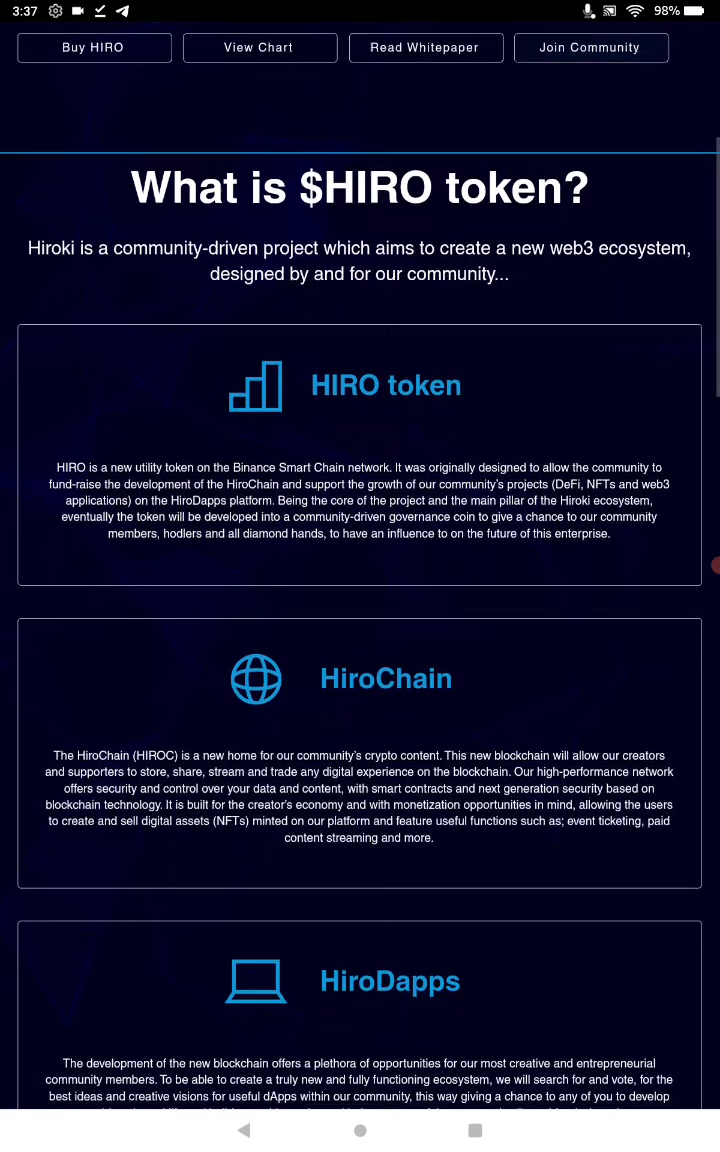 3:37 98%
Buy HIRO View Chart Read Whitepaper Join Community
What is $HIRO token?
Hiroki is a community-driven project which aims to create a new web3 ecosystem,
designed by and for our community...
HIRO token
HIRO is a new utility token on the Binance Smart Chain network. It was originally designed to allow the community to
fund-raise the development of the HiroChain and support the growth of our community's projects (DeFi, NFTs and web3
applications) on the HiroDapps platform. Being the core of the project and the main pillar of the Hiroki ecosystem,
eventually the token will be developed into a community-driven governance coin to give a chance to our community
members, hodlers and all diamond hands, to have an influence to on the future of this enterprise.
HiroChain
The HiroChain (HIROC) is a new home for our community's crypto content. This new blockchain will allow our creators
and supporters to store, share, stream and trade any digital experience on the blockchain. Our high-performance network
offers security and control over your data and content, with smart contracts and next generation security based on
blockchain technology. It is built for the creator's economy and with monetization opportunities in mind, allowing the users
to create and sell digital assets (NFTs) minted on our platform and feature useful functions such as; event ticketing, paid
content streaming and more.
HiroDapps
The development of the new blockchain offers a plethora of opportunities for our most creative and entrepreneurial
community members. To be able to create a truly new and fully functioning ecosystem, we will search for and vote, for the
best ideas and creative visions for useful dApps within our community, this way giving a chance to any of you to develop